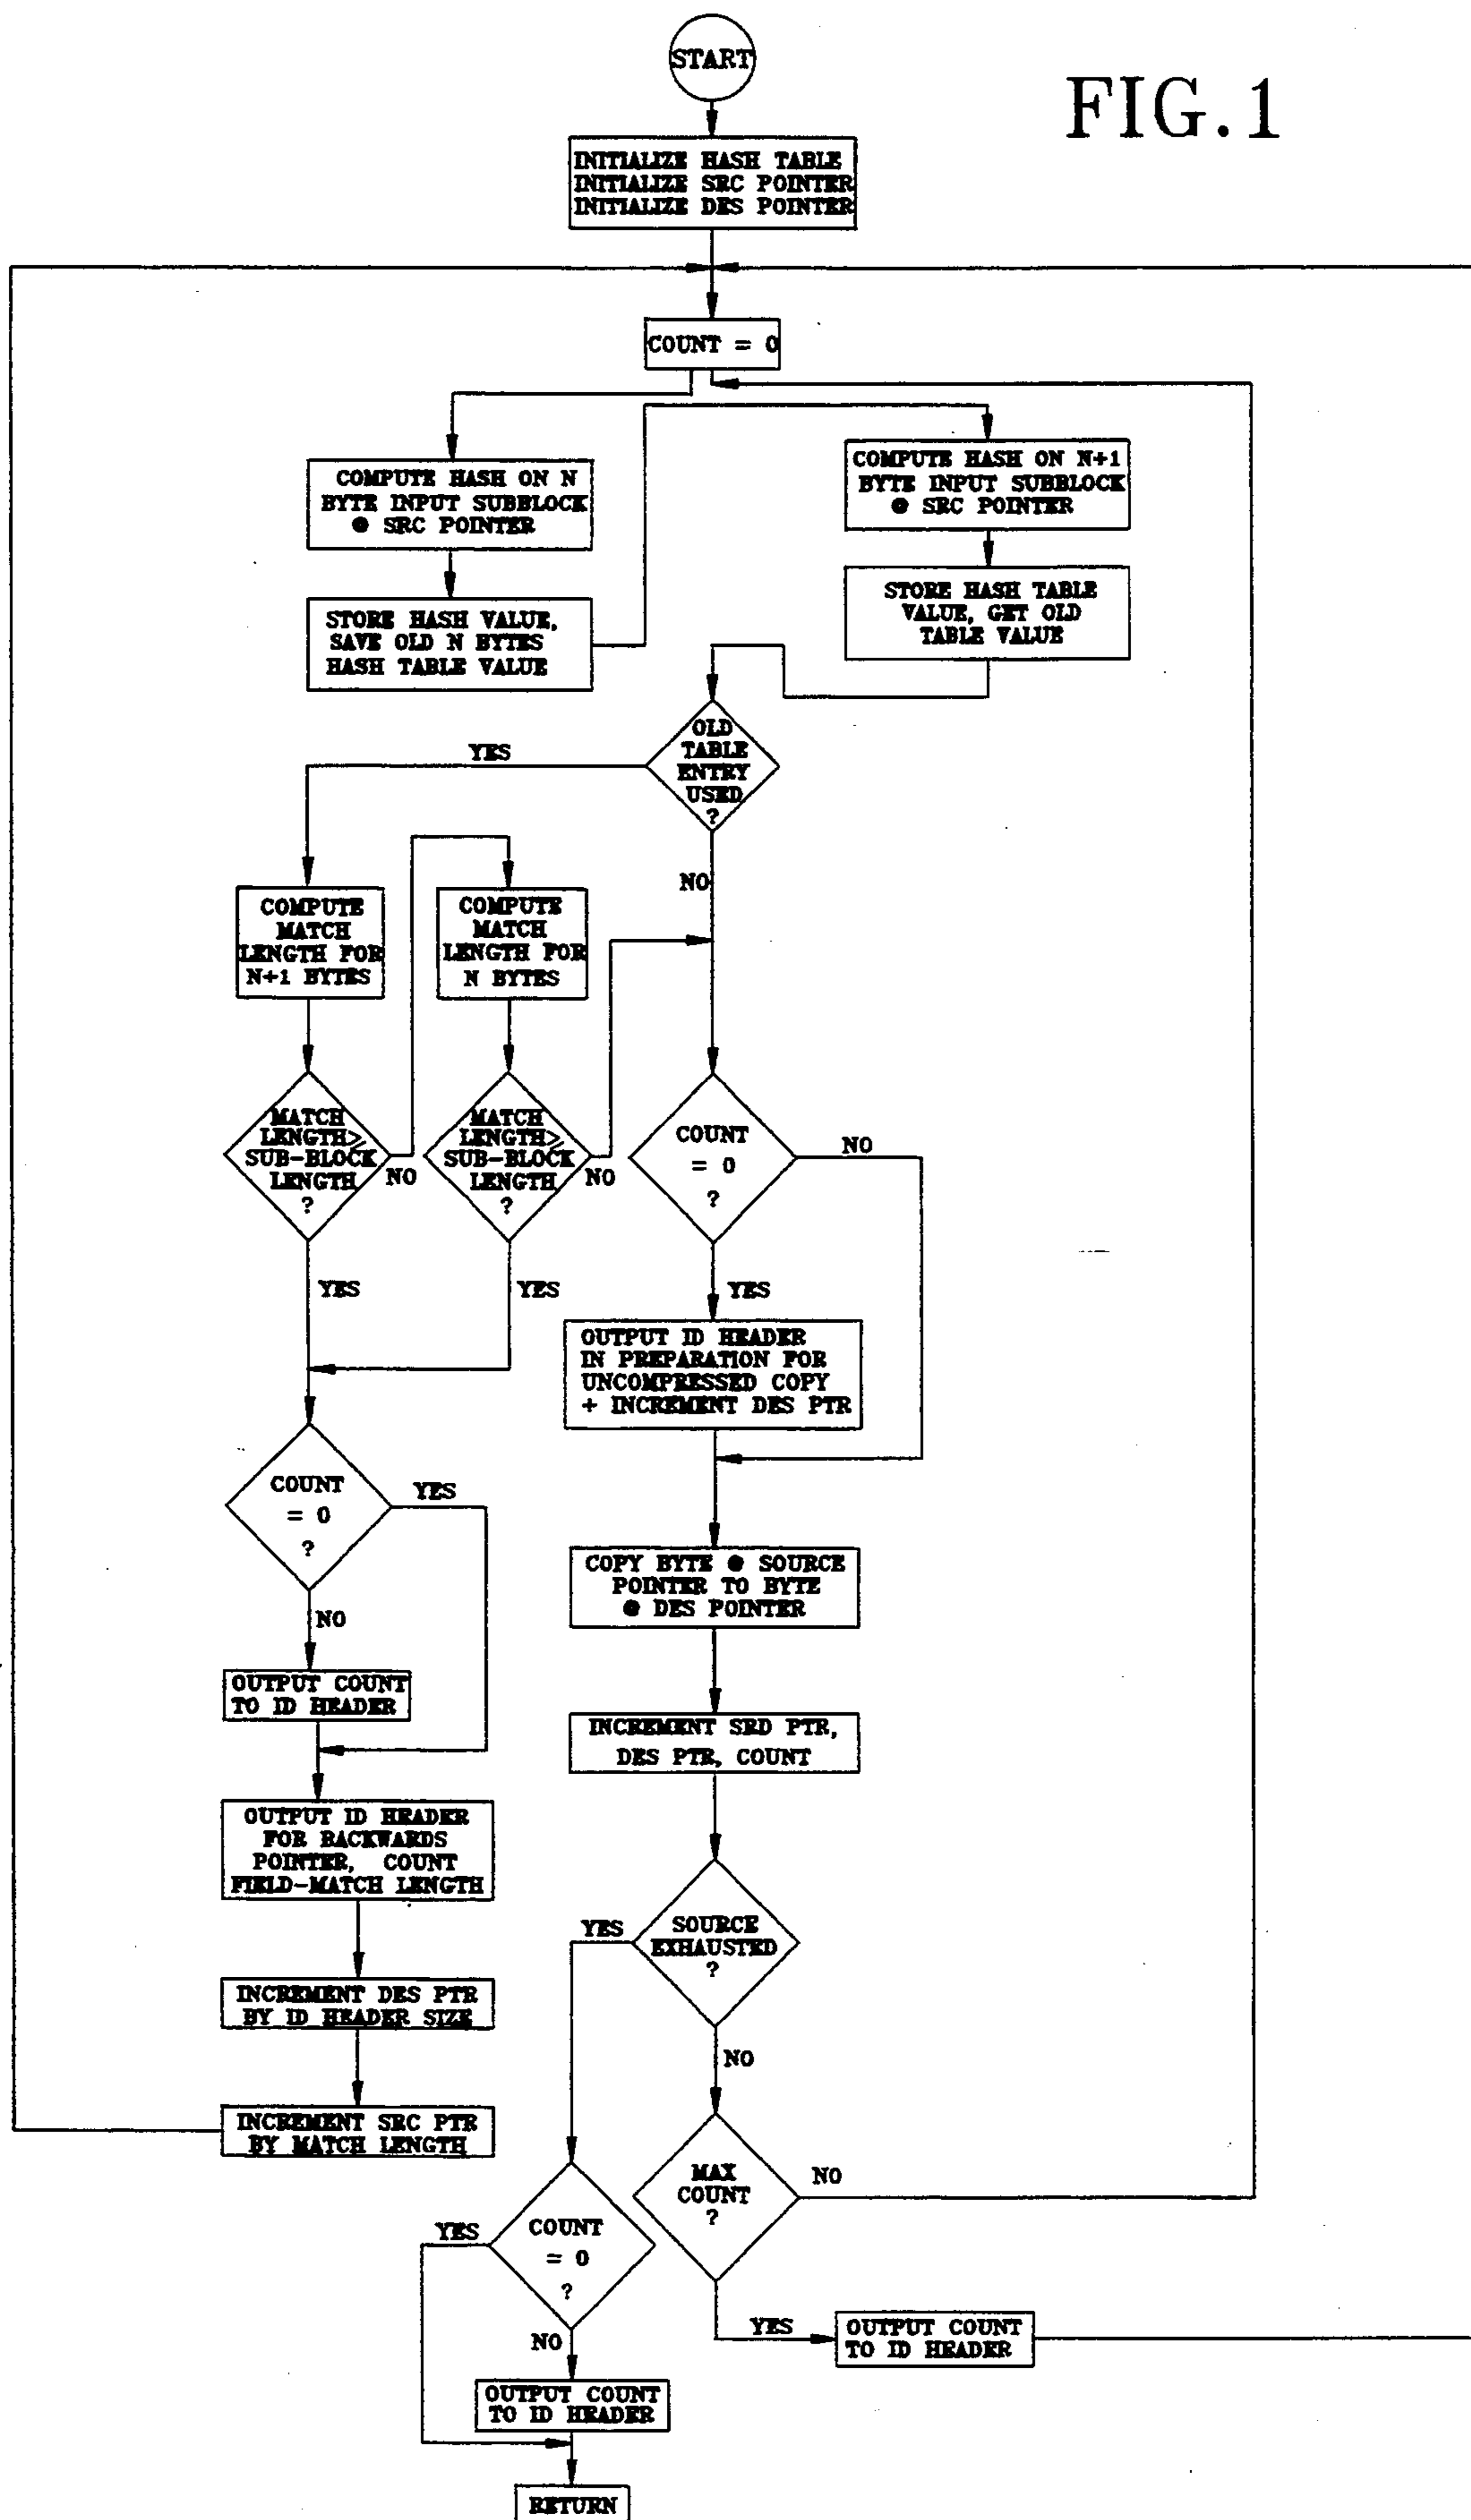 START
FIG.1
INITIALIZE HASH TABLE
INITIALIZE SRC POINTER
INITIALIZE DES POINTER
COUNT = 0
COMPUTE HASH ON N
BYTE INPUT SUBBLOCK
@ SRC POINTER
COMPUTE HASH ON N+1
BYTE INPUT SUBBLOCK
@ SRC POINTER
STORE HASH VALUE,
SAVE OLD N BYTES
HASH TABLE VALUE
STORE HASH TABLE
VALUE, GET OLD
TABLE VALUE
OLD
TABLE
ENTRY
USED
?
YES
NO
COMPUTE
MATCH
LENGTH FOR
N+1 BYTES
COMPUTE
MATCH
LENGTH FOR
N BYTES
MATCH
LENGTH≥
SUB-BLOCK
LENGTH
?
NO
MATCH
LENGTH≥
SUB-BLOCK
LENGTH
?
NO
COUNT
= 0
?
NO
YES
YES
YES
OUTPUT ID HEADER
IN PREPARATION FOR
UNCOMPRESSED COPY
+ INCREMENT DES PTR
COUNT
= 0
?
YES
NO
COPY BYTE @ SOURCE
POINTER TO BYTE
@ DES POINTER
OUTPUT COUNT
TO ID HEADER
INCREMENT SRD PTR,
DES PTR, COUNT
OUTPUT ID HEADER
FOR BACKWARDS
POINTER, COUNT
FIELD-MATCH LENGTH
SOURCE
EXHAUSTED
?
YES
NO
INCREMENT DES PTR
BY ID HEADER SIZE
INCREMENT SRC PTR
BY MATCH LENGTH
MAX
COUNT
?
NO
YES
COUNT
= 0
?
YES
NO
OUTPUT COUNT
TO ID HEADER
OUTPUT COUNT
TO ID HEADER
RETURN